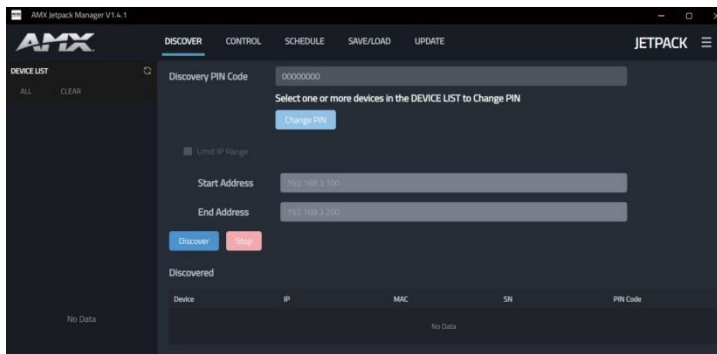 AMX Jetpack Manager V1.4.1
AMX
DISCOVER CONTROL SCHEDULE SAVE/LOAD UPDATE
JETPACK
DEVICE LIST
ALL CLEAR
Discovery PIN Code 00000000
Select one or more devices in the DEVICE LIST to Change PIN
Change PIN
Limit IP Range
Start Address 192.168.3.100
End Address 192.168.3.200
Discover Stop
Discovered
Device IP MAC SN PIN Code
No Data
No Data